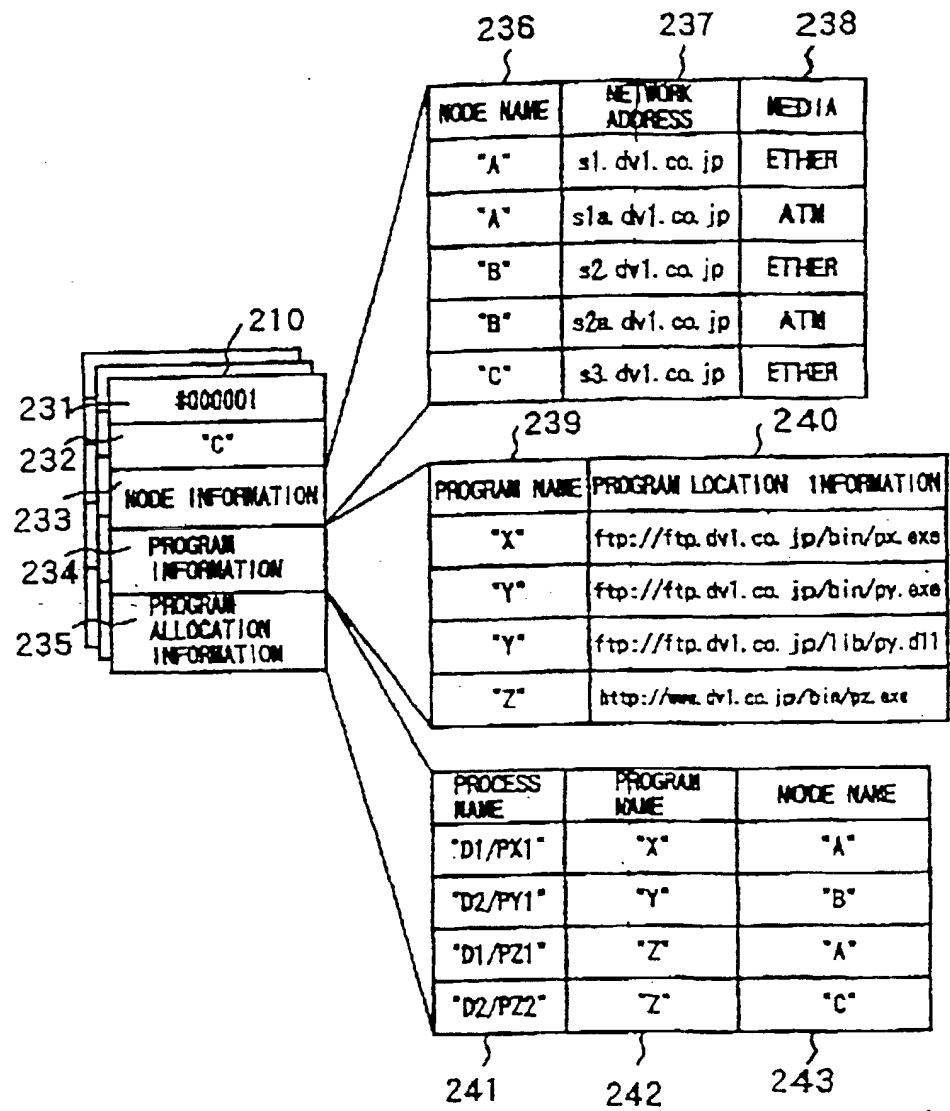 236 237 238
NODE NAME NETWORK ADDRESS MEDIA
"A" s1.dv1.co.jp ETHER
"A" s1a.dv1.co.jp ATM
"B" s2.dv1.co.jp ETHER
"B" s2a.dv1.co.jp ATM
"C" s3.dv1.co.jp ETHER
210
231 #000001
232 "C"
233 NODE INFORMATION
234 PROGRAM INFORMATION
235 PROGRAM ALLOCATION INFORMATION
239 240
PROGRAM NAME PROGRAM LOCATION INFORMATION
"X" ftp://ftp.dv1.co.jp/bin/px.exe
"Y" ftp://ftp.dv1.co.jp/bin/py.exe
"Y" ftp://ftp.dv1.co.jp/lib/py.dll
"Z" http://www.dv1.co.jp/bin/pz.exe
PROCESS NAME PROGRAM NAME NODE NAME
"D1/PX1" "X" "A"
"D2/PY1" "Y" "B"
"D1/PZ1" "Z" "A"
"D2/PZ2" "Z" "C"
241 242 243